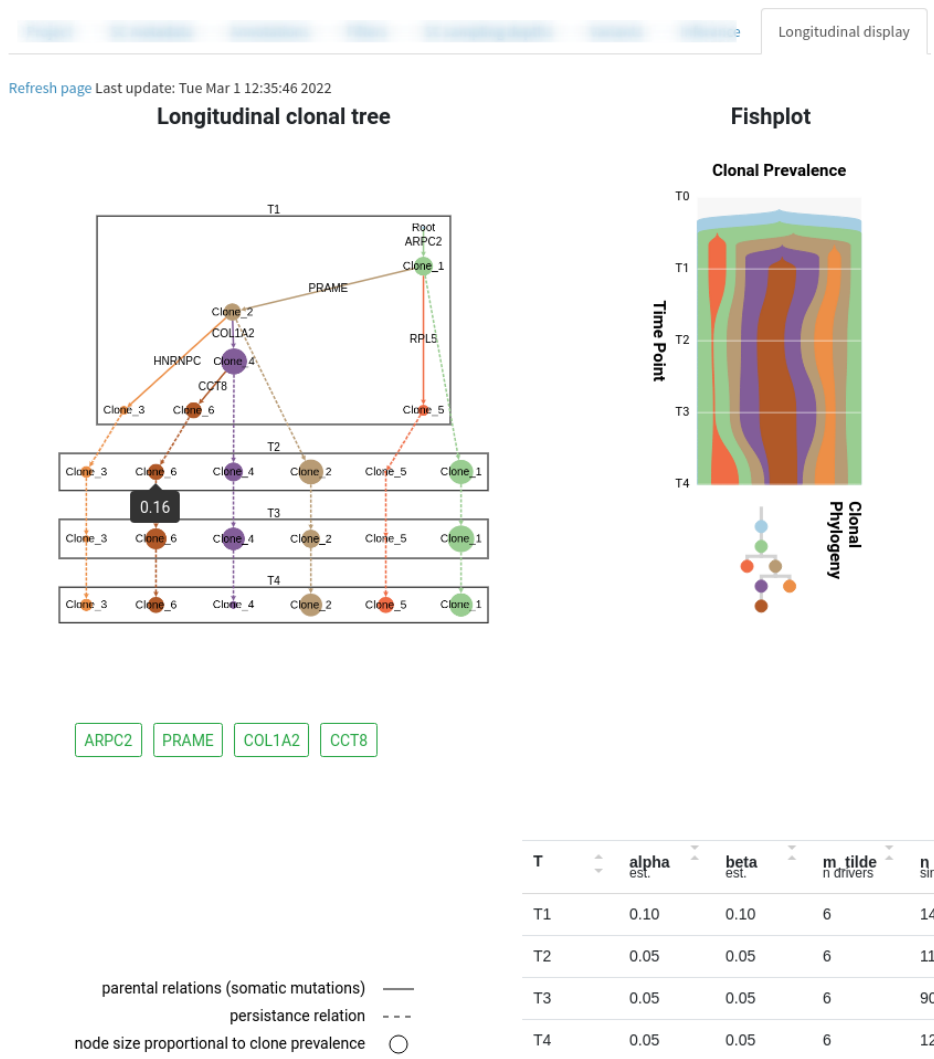 Longitudinal display
Refresh page Last update: Tue Mar 1 12:35:46 2022
Longitudinal clonal tree
T1
Root
ARPC2
Clone_1
PRAME
Clone_2
COL1A2
RPL5
HNRNPC
Clone_4
CCT8
Clone_3 Clone_6 Clone_5
T2
Clone_3 Clone_6 Clone_4 Clone_2 Clone_5 Clone_1
0.16
T3
Clone_3 Clone_6 Clone_4 Clone_2 Clone_5 Clone_1
T4
Clone_3 Clone_6 Clone_4 Clone_2 Clone_5 Clone_1
ARPC2 PRAME COL1A2 CCT8
parental relations (somatic mutations)
persistance relation
node size proportional to clone prevalence
Fishplot
Clonal Prevalence
Time Point
T0
T1
T2
T3
T4
Clonal
Phylogeny
T alpha beta m_tilde n
est. est. n drivers
T1 0.10 0.10 6 14
T2 0.05 0.05 6 11
T3 0.05 0.05 6 90
T4 0.05 0.05 6 12